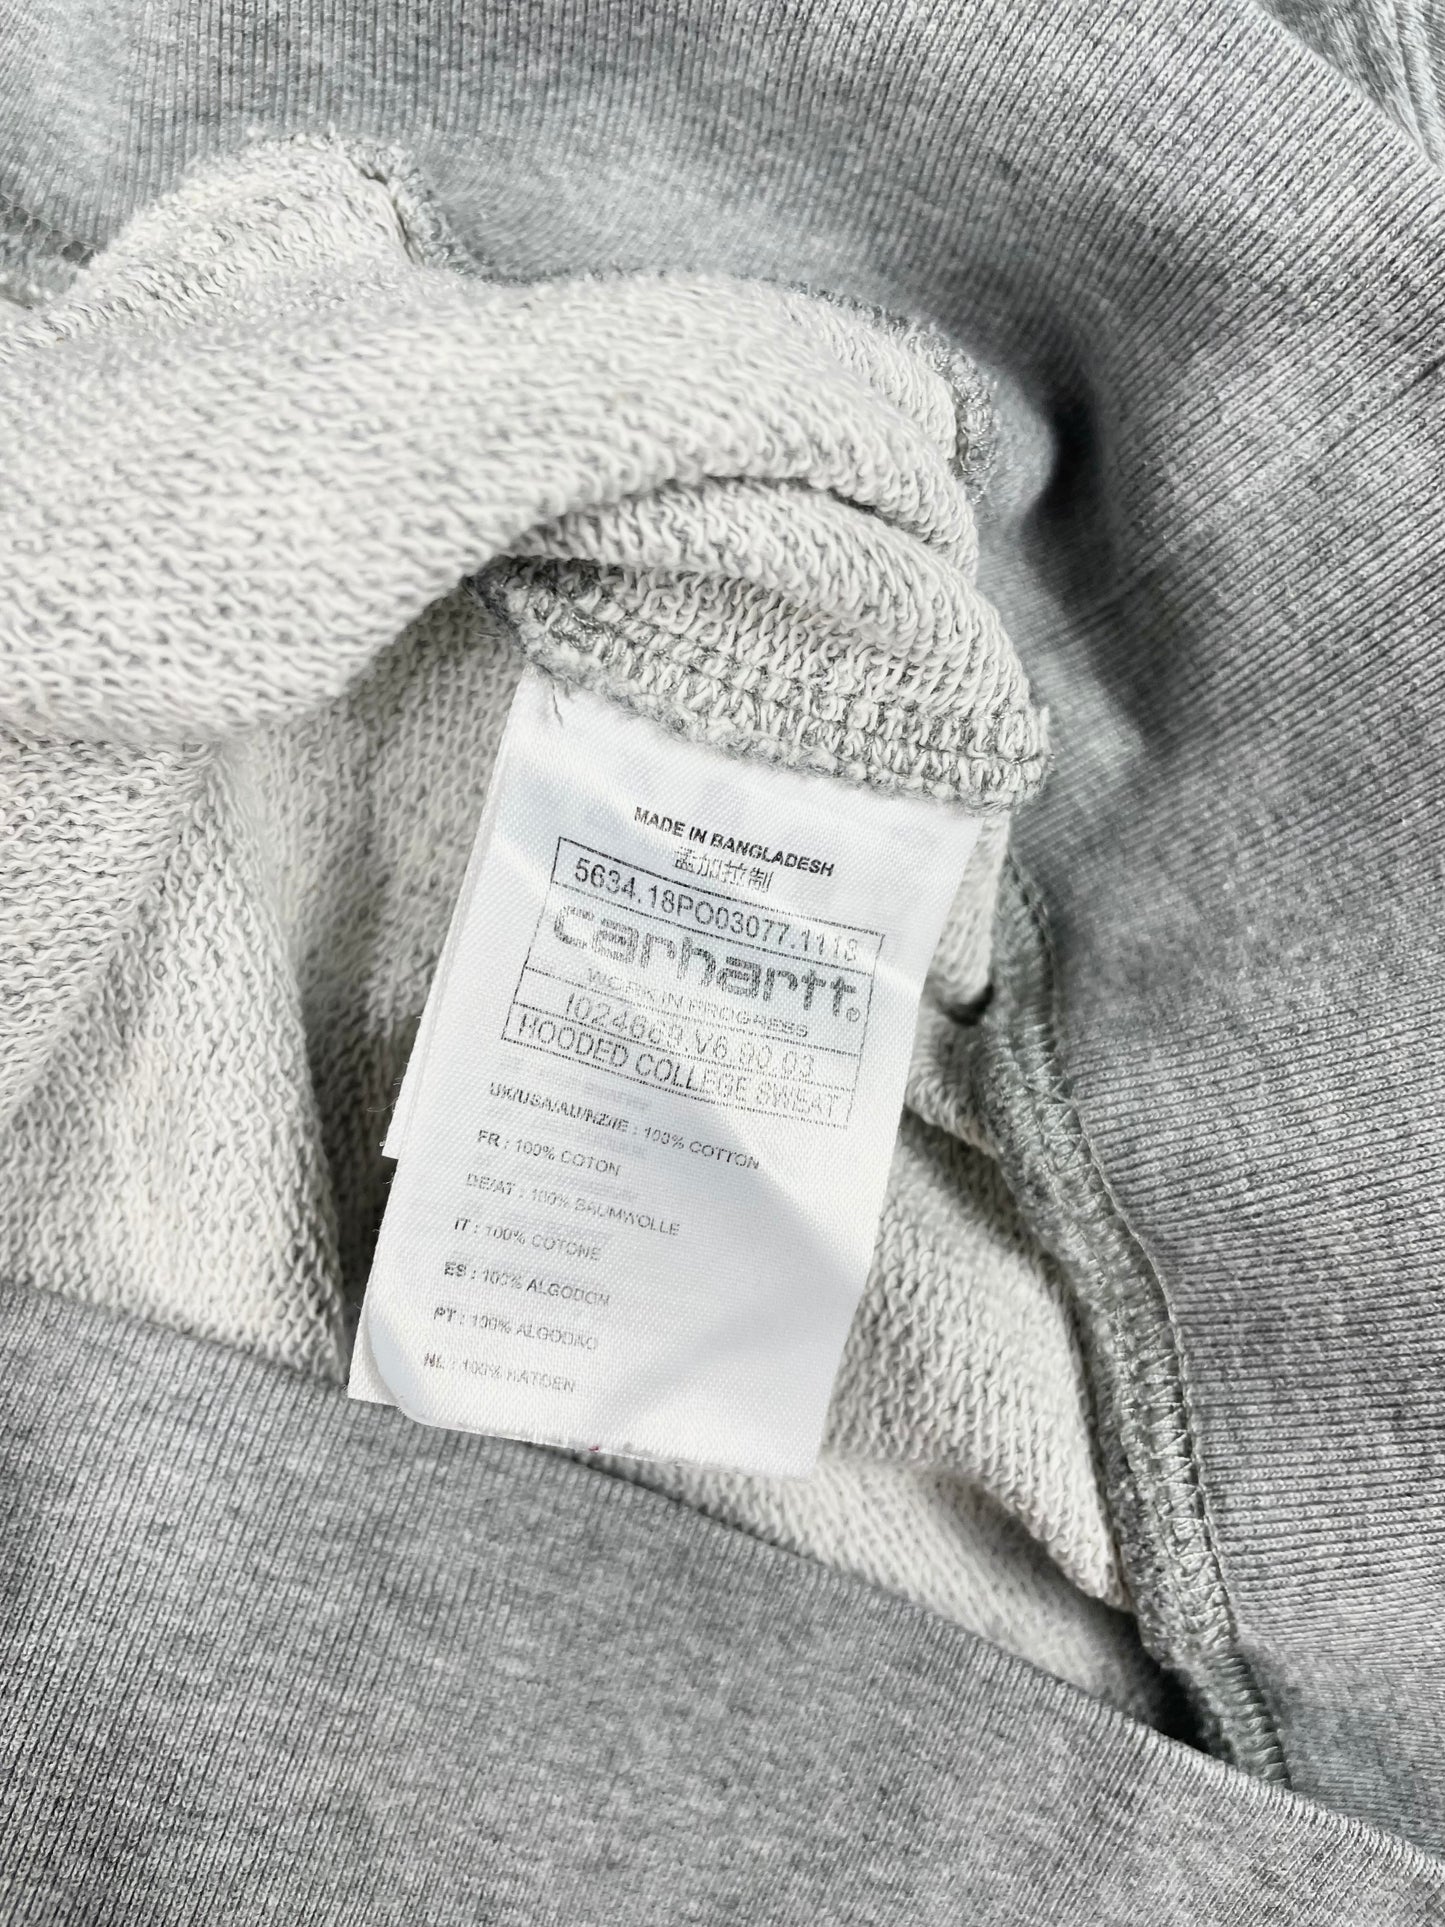 MADE IN BANGLADESH
孟加拉制
5634.18PO03077.1118
carhartt®
WORK IN PROGRESS
I024669.V6.90.03
HOODED COLLEGE SWEAT
UK/USA/AU/NZ/IE : 100% COTTON
FR : 100% COTON
DE/AT : 100% BAUMWOLLE
IT : 100% COTONE
ES : 100% ALGODON
PT : 100% ALGODAO
NL : 100% KATOEN